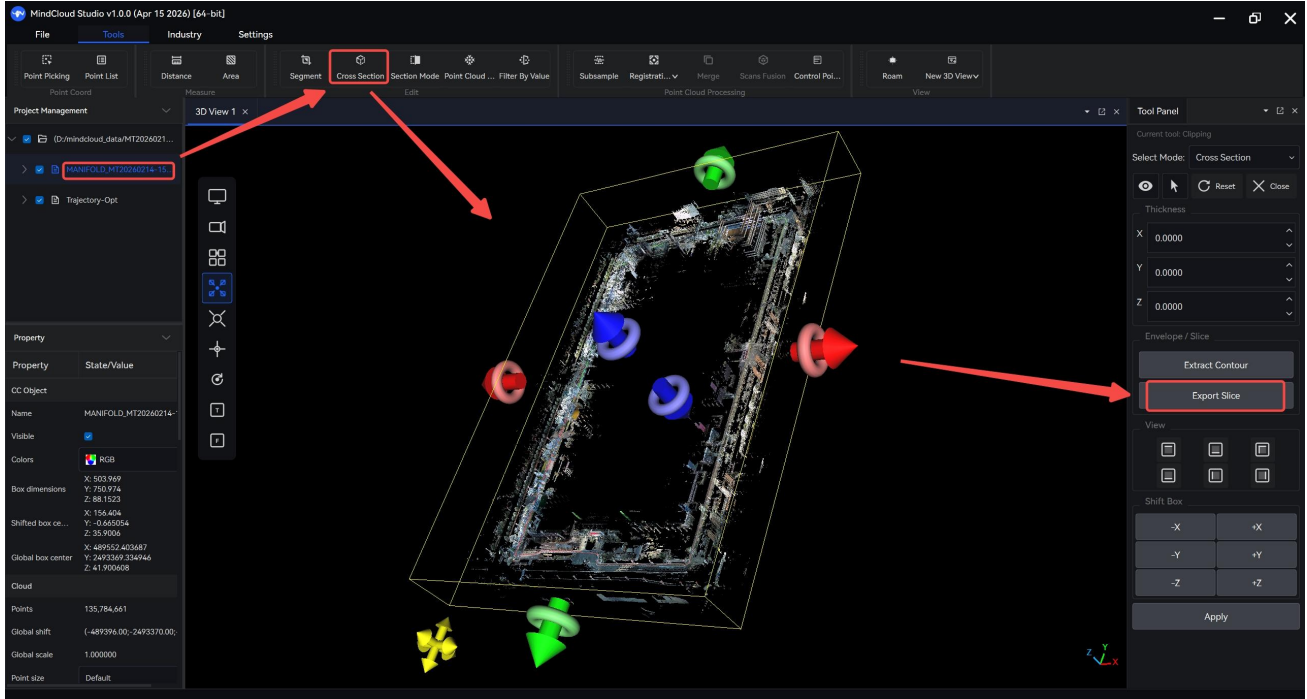 MindCloud Studio v1.0.0 (Apr 15 2026) [64-bit]
File Tools Industry Settings
Point Picking Point List Distance Area Segment Cross Section Section Mode Point Cloud ... Filter By Value Subsample Registrati... Merge Scans Fusion Control Poi... Roam New 3D View
Point Coord Measure Edit Point Cloud Processing View
Project Management
(D:/mindcloud_data/MT2026021...
MANIFOLD_MT20260214-15...
Trajectory-Opt
Property
Property State/Value
CC Object
Name MANIFOLD_MT20260214-
Visible
Colors RGB
Box dimensions
X: 503.969
Y: 750.974
Z: 88.1523
Shifted box ce...
X: 156.404
Y: -0.665054
Z: 35.9006
Global box center
X: 489552.403687
Y: 2493369.334946
Z: 41.900608
Cloud
Points 135,784,661
Global shift (-489396.00;-2493370.00;-
Global scale 1.000000
Point size Default
3D View 1
T
F
Z Y X
Tool Panel
Current tool: Clipping
Select Mode: Cross Section
Reset Close
Thickness
X 0.0000
Y 0.0000
Z 0.0000
Envelope / Slice
Extract Contour
Export Slice
View
Shift Box
-X +X
-Y +Y
-Z +Z
Apply